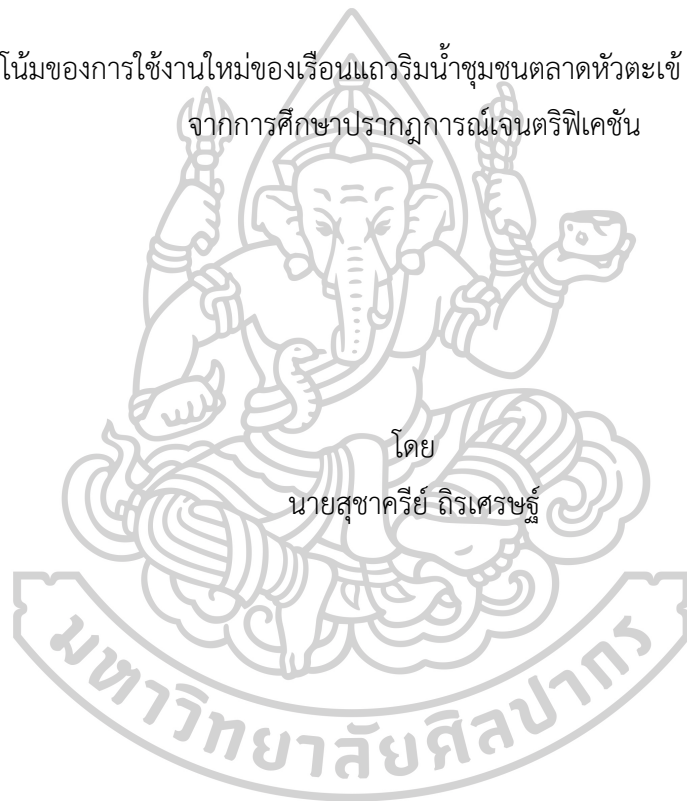 โน้มของการใช้งานใหม่ของเรือนแถวริมน้ำชุมชนตลาดหัวตะเข้
จากการศึกษาปรากฏการณ์เจนตริฟิเคชัน
โดย
นายสุชาครีย์ ถิรเศรษฐ์
มหาวิทยาลัยศิลปากร